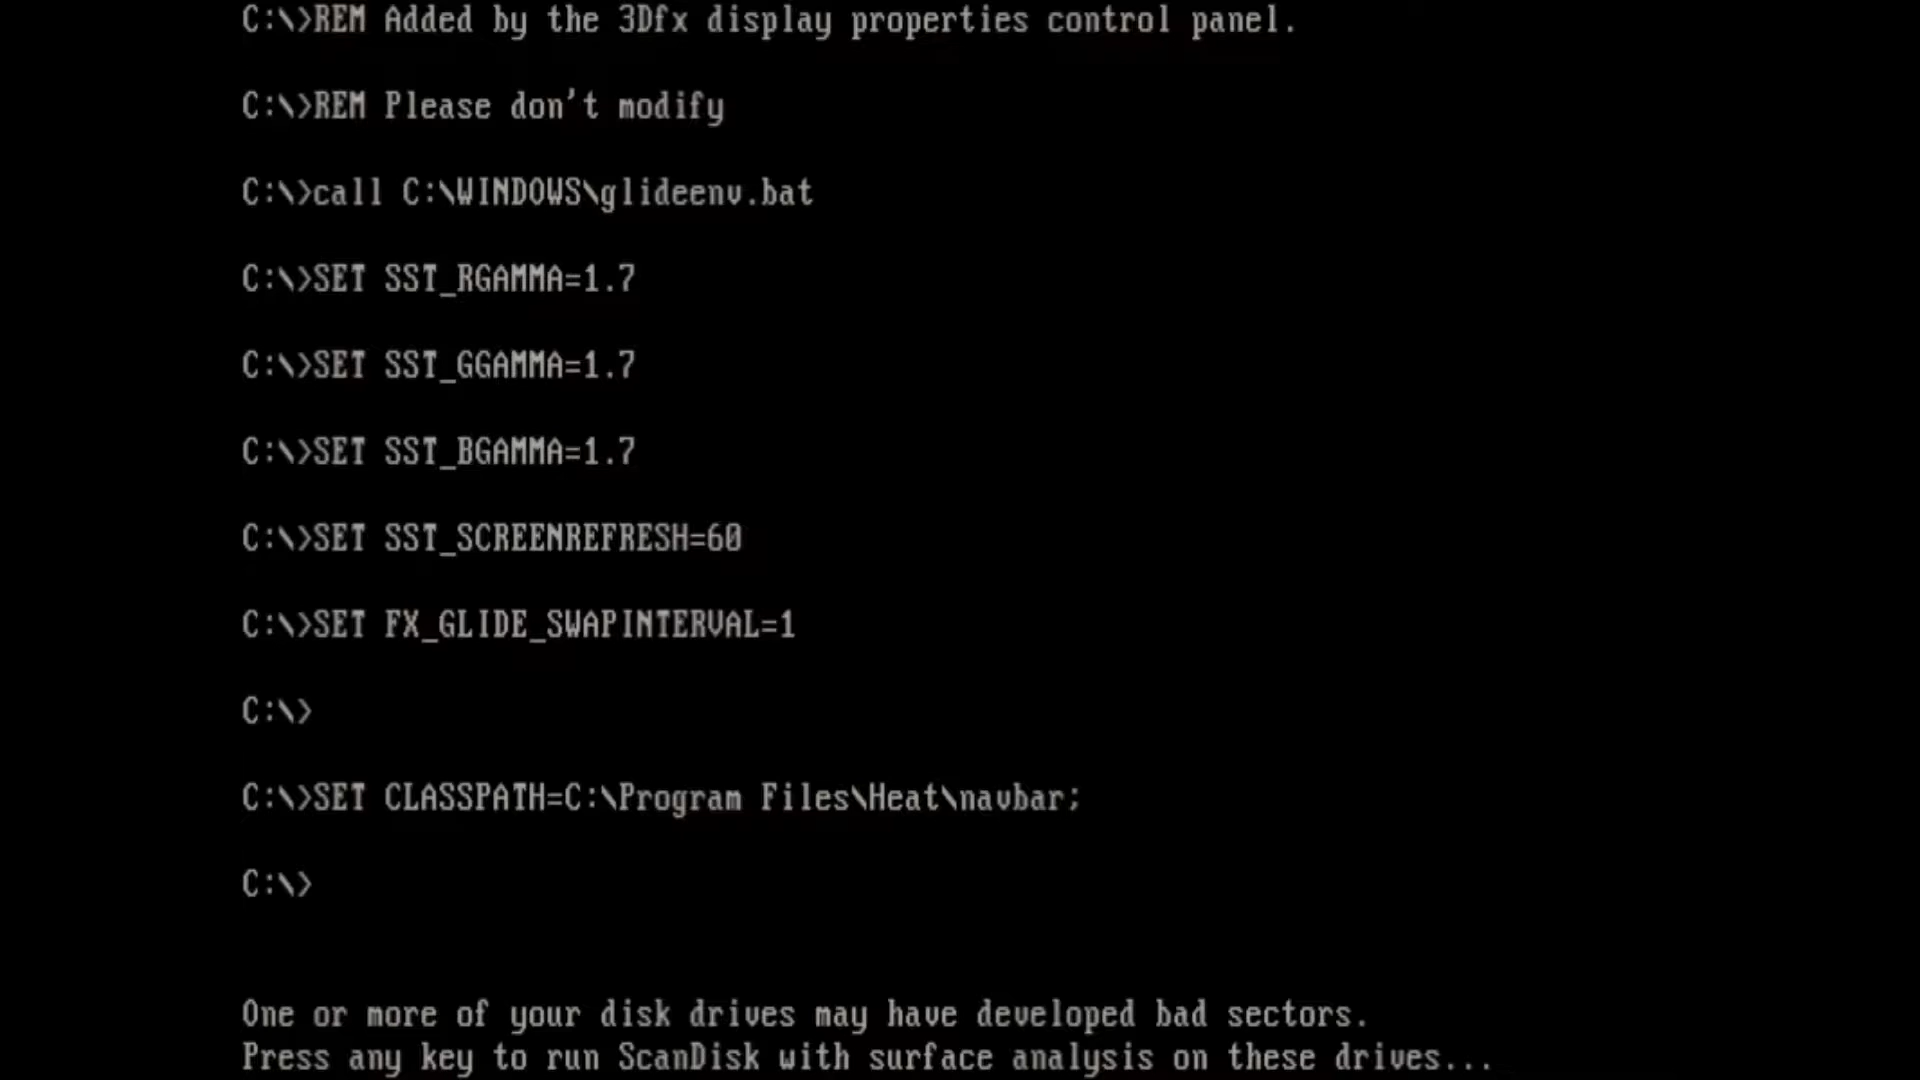 C:\>REM Added by the 3Dfx display properties control panel.
C:\>REM Please don't modify
C:\>call C:\WINDOWS\glideenv.bat
C:\>SET SST_RGAMMA=1.7
C:\>SET SST_GGAMMA=1.7
C:\>SET SST_BGAMMA=1.7
C:\>SET SST_SCREENREFRESH=60
C:\>SET FX_GLIDE_SWAPINTERVAL=1
C:\>
C:\>SET CLASSPATH=C:\Program Files\Heat\navbar;
C:\>
One or more of your disk drives may have developed bad sectors.
Press any key to run ScanDisk with surface analysis on these drives...